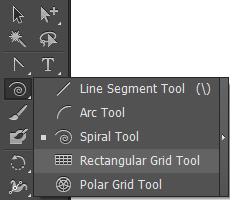 Line Segment Tool (\)
Arc Tool
Spiral Tool
Rectangular Grid Tool
Polar Grid Tool